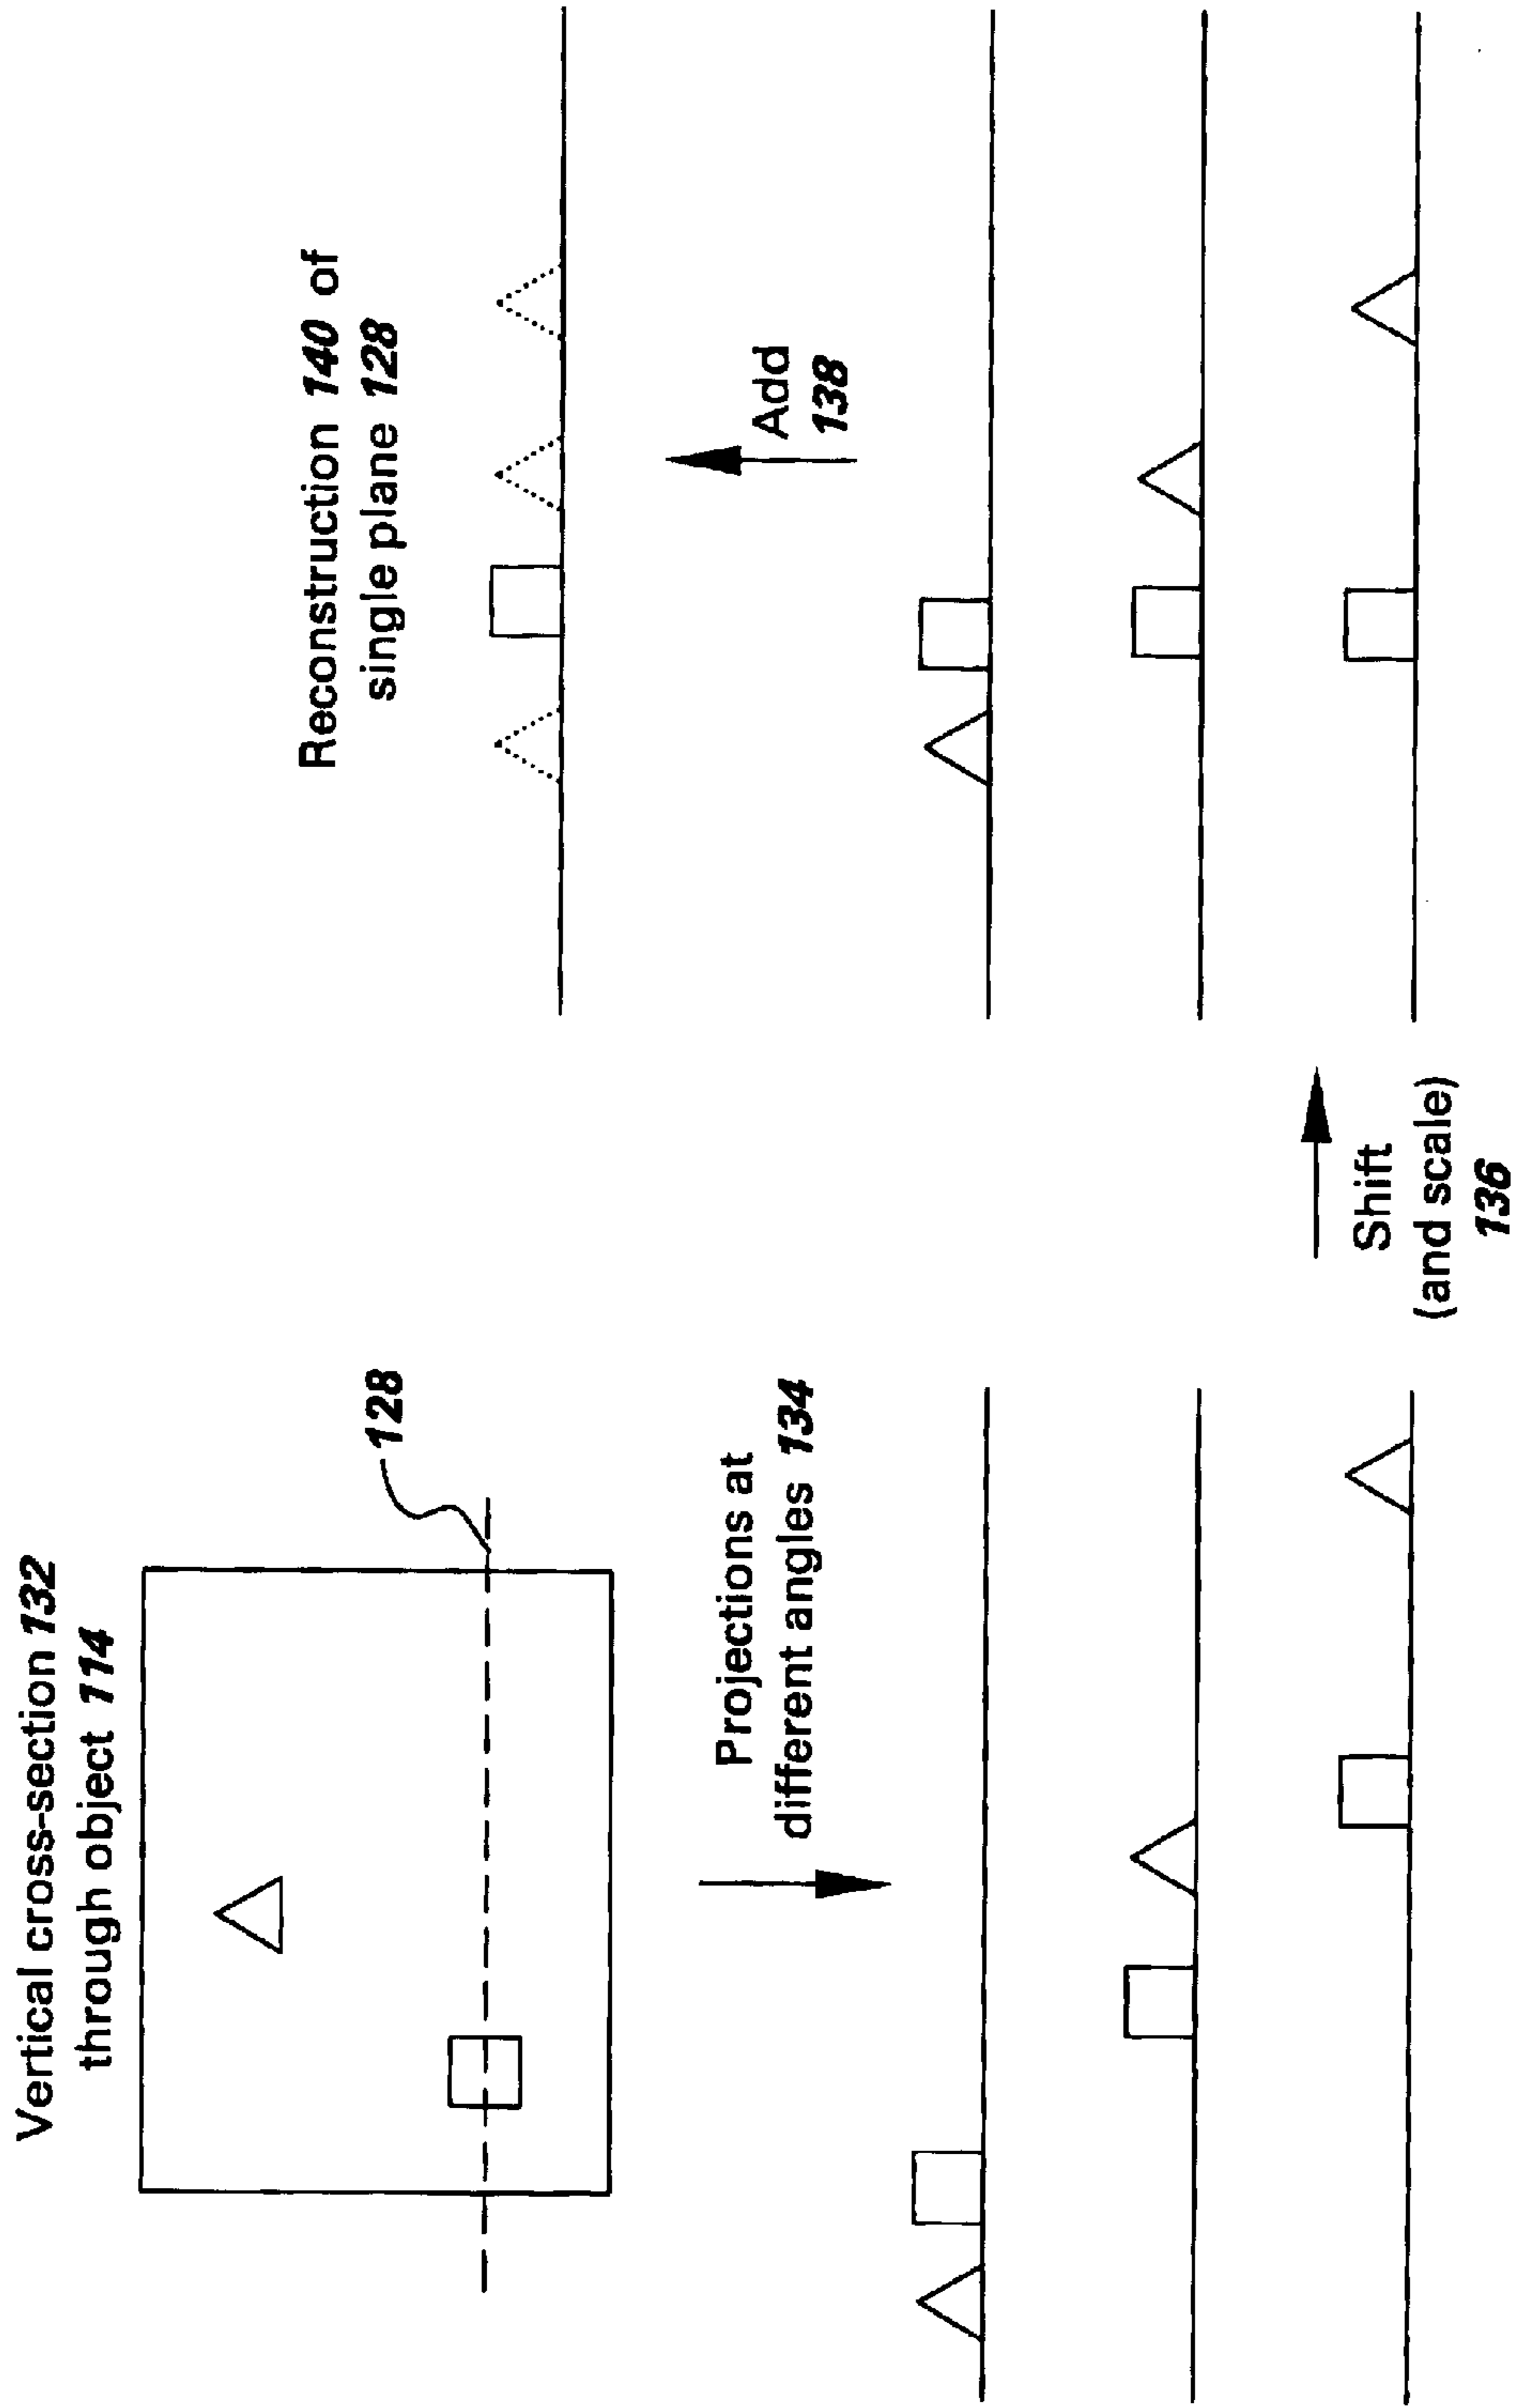 Vertical cross-section 132
through object 114
128
Projections at
different angles 134
Shift
(and scale)
136
Add
138
Reconstruction 140 of
single plane 128